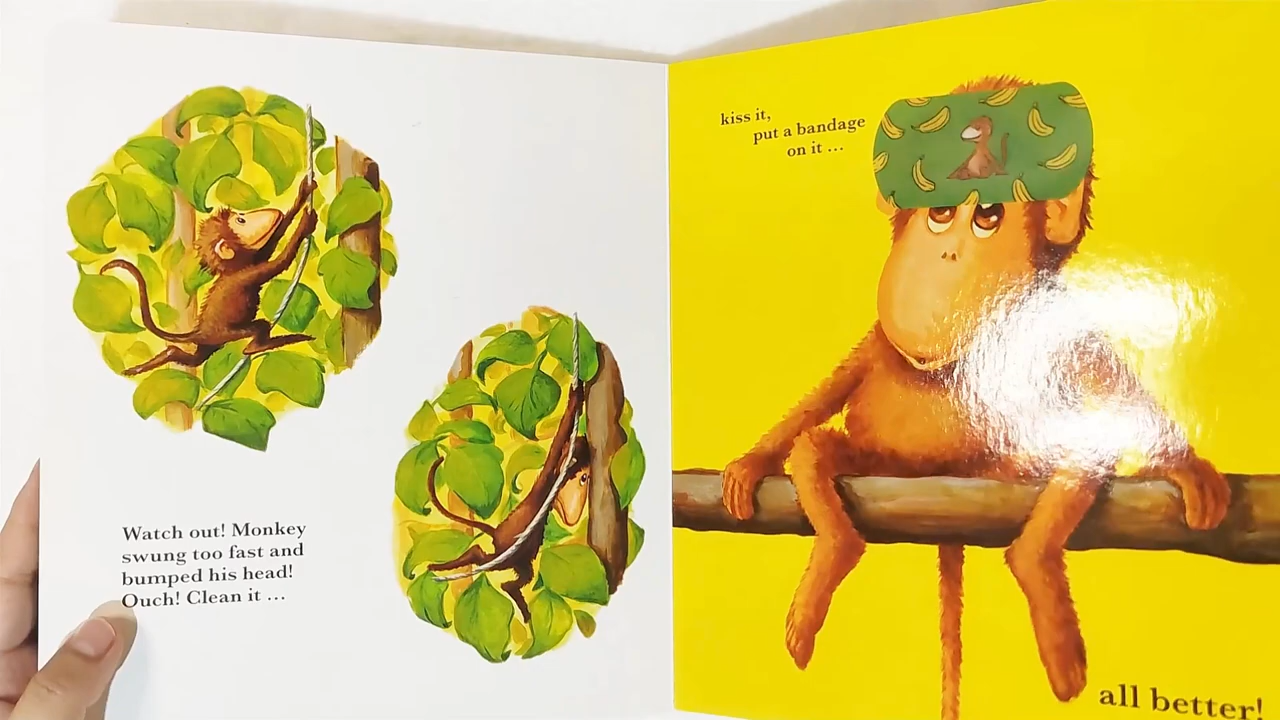 Watch out! Monkey
swung too fast and
bumped his head!
Ouch! Clean it ...
kiss it,
put a bandage
on it ...
all better!